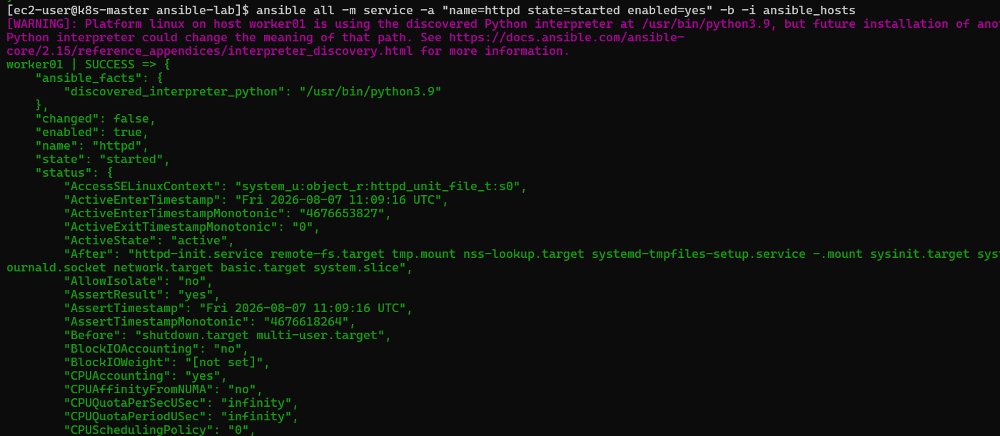 [ec2-user@k8s-master ansible-lab]$ ansible all -m service -a "name=httpd state=started enabled=yes" -b -i ansible_hosts
[WARNING]: Platform linux on host worker01 is using the discovered Python interpreter at /usr/bin/python3.9, but future installation of
Python interpreter could change the meaning of that path. See https://docs.ansible.com/ansible-
core/2.15/reference_appendices/interpreter_discovery.html for more information.
worker01 | SUCCESS => {
    "ansible_facts": {
        "discovered_interpreter_python": "/usr/bin/python3.9"
    },
    "changed": false,
    "enabled": true,
    "name": "httpd",
    "state": "started",
    "status": {
        "AccessSELinuxContext": "system_u:object_r:httpd_unit_file_t:s0",
        "ActiveEnterTimestamp": "Fri 2026-08-07 11:09:16 UTC",
        "ActiveEnterTimestampMonotonic": "4676653827",
        "ActiveExitTimestampMonotonic": "0",
        "ActiveState": "active",
        "After": "httpd-init.service remote-fs.target tmp.mount nss-lookup.target systemd-tmpfiles-setup.service -.mount sysinit.target
ournald.socket network.target basic.target system.slice",
        "AllowIsolate": "no",
        "AssertResult": "yes",
        "AssertTimestamp": "Fri 2026-08-07 11:09:16 UTC",
        "AssertTimestampMonotonic": "4676618264",
        "Before": "shutdown.target multi-user.target",
        "BlockIOAccounting": "no",
        "BlockIOWeight": "[not set]",
        "CPUAccounting": "yes",
        "CPUAffinityFromNUMA": "no",
        "CPUQuotaPerSecUSec": "infinity",
        "CPUQuotaPeriodUSec": "infinity",
        "CPUSchedulingPolicy": "0",